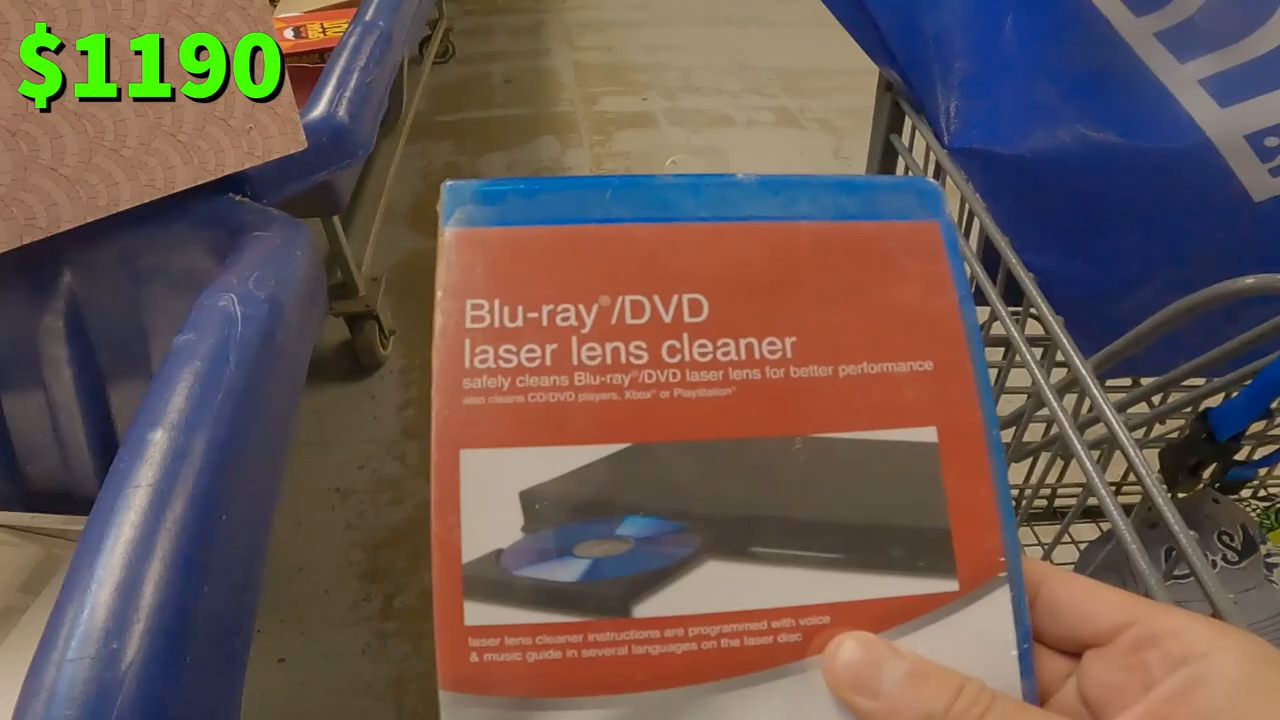 $1190
Blu-ray®/DVD
laser lens cleaner
safely cleans Blu-ray®/DVD laser lens for better performance
also cleans CD/DVD players, Xbox® or Playstation®
laser lens cleaner instructions are programmed with voice
& music guide in several languages on the laser disc